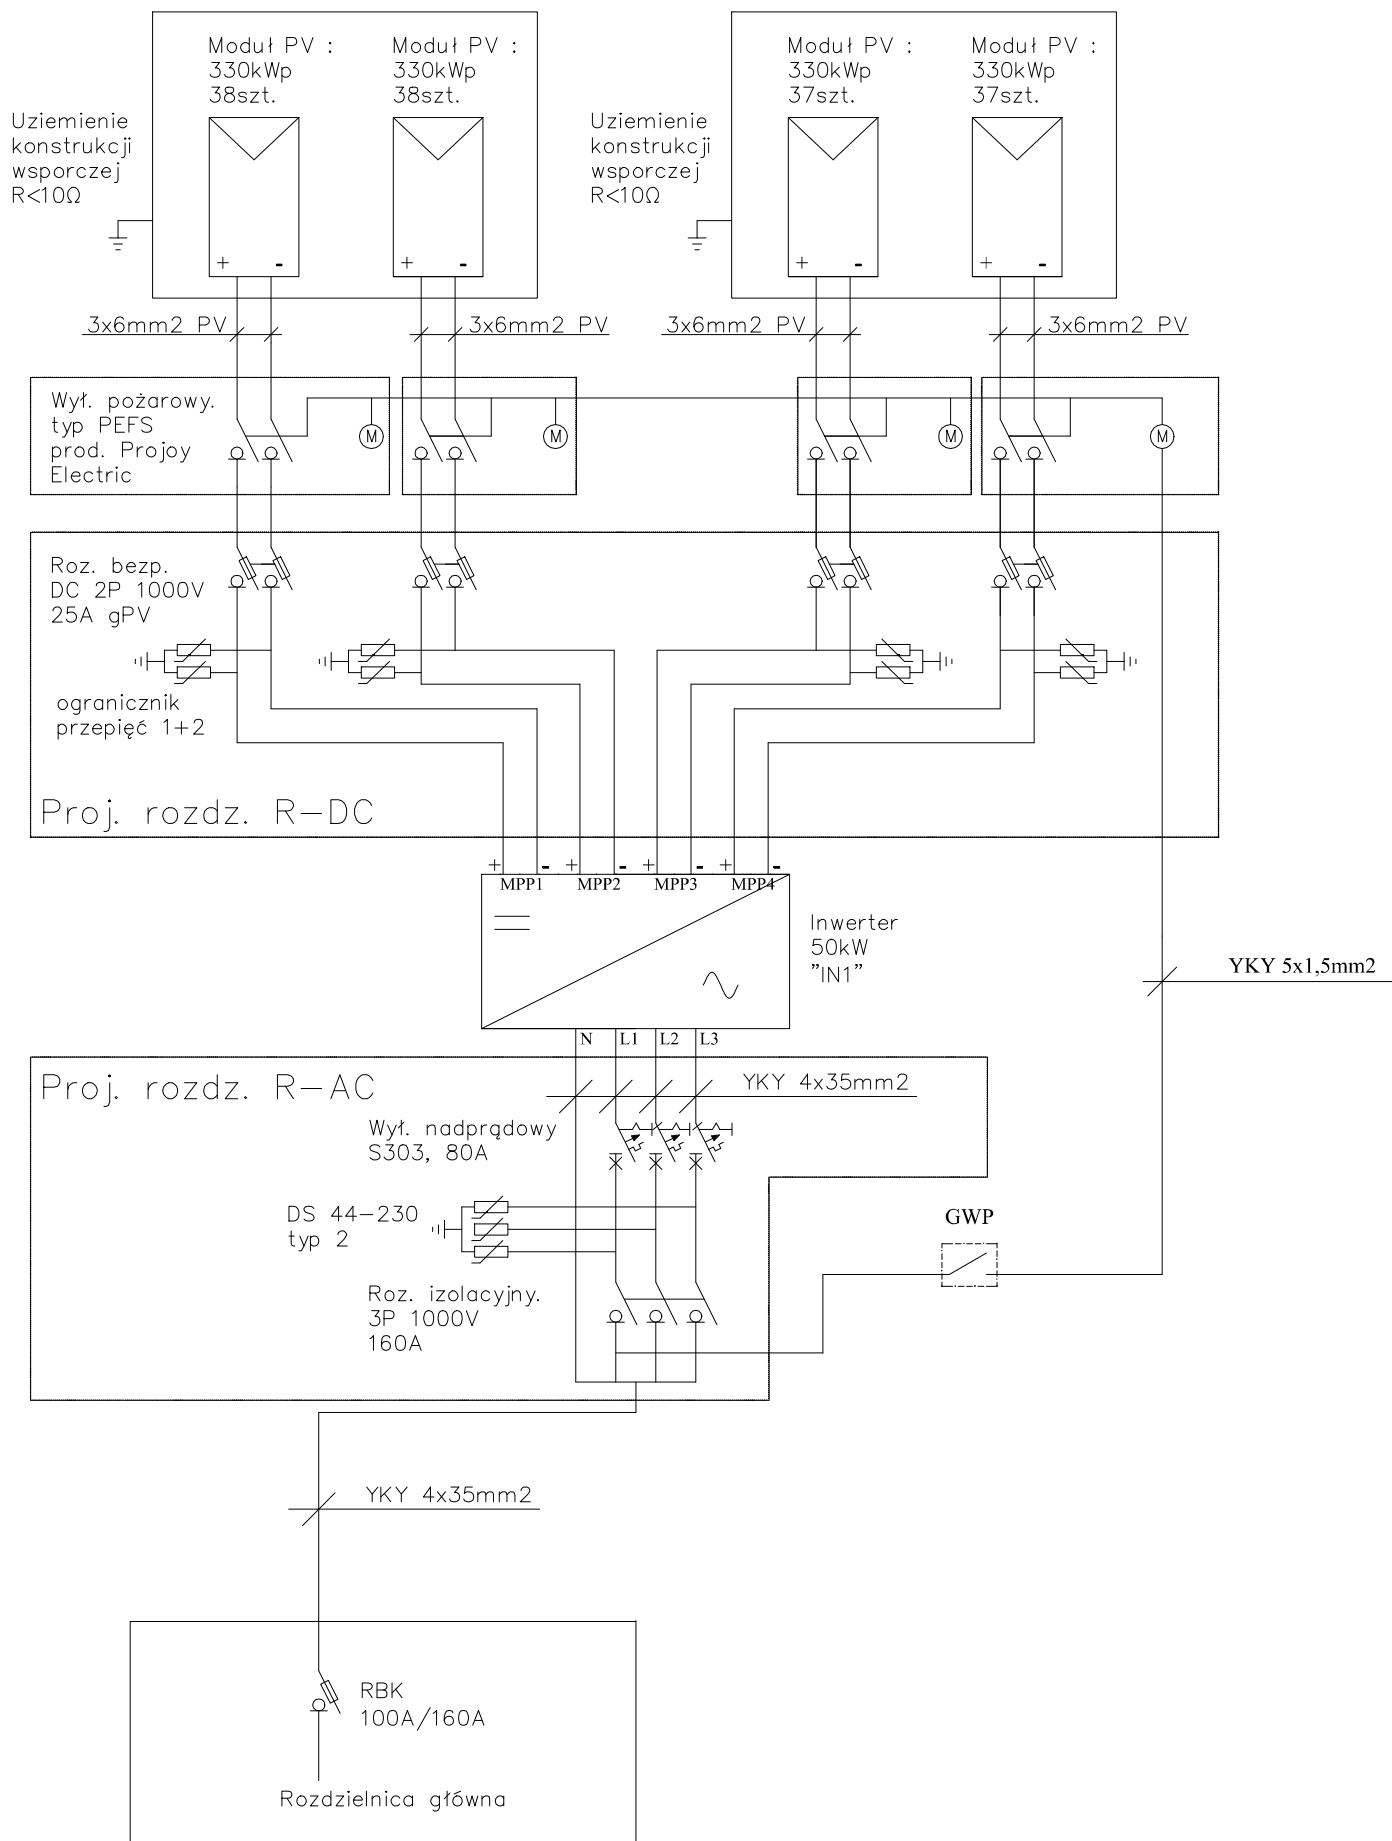 Moduł PV :
330kWp
38szt.
Moduł PV :
330kWp
38szt.
Moduł PV :
330kWp
37szt.
Moduł PV :
330kWp
37szt.
Uziemienie
konstrukcji
wsporczej
R<10Ω
Uziemienie
konstrukcji
wsporczej
R<10Ω
+ -
+ -
+ -
+ -
3x6mm2 PV
3x6mm2 PV
3x6mm2 PV
3x6mm2 PV
Wył. pożarowy.
typ PEFS
prod. Projoy
Electric
M
M
M
M
Roz. bezp.
DC 2P 1000V
25A gPV
ogranicznik
przepięć 1+2
Proj. rozdz. R-DC
+ - + - + - + -
MPP1 MPP2 MPP3 MPP4
Inwerter
50kW
"IN1"
YKY 5x1,5mm2
N L1 L2 L3
Proj. rozdz. R-AC
YKY 4x35mm2
Wył. nadprądowy
S303, 80A
DS 44-230
typ 2
GWP
Roz. izolacyjny.
3P 1000V
160A
YKY 4x35mm2
RBK
100A/160A
Rozdzielnica główna